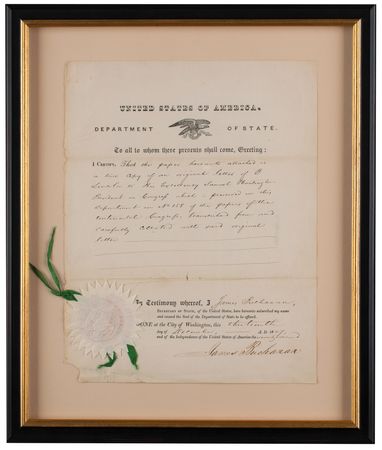 UNITED STATES OF AMERICA.
DEPARTMENT OF STATE.
To all to whom these presents shall come, Greeting:
I CERTIFY, That the paper hereunto attached is
a true copy of an original letter of B
Lincoln to His Excellency Samuel Huntington
President in Congress which is preserved in this
Department in No 158 of the papers of the
Continental Congress, transcribed from and
carefully collated with said original
letter
In Testimony whereof, I James Buchanan,
SECRETARY OF STATE, of the United States, have hereunto subscribed my name
and caused the Seal of the Department of State to be affixed.
DONE at the City of Washington, this thirteenth
day of A.D. 18
and of the Independence of the United States of America the
James Buchanan